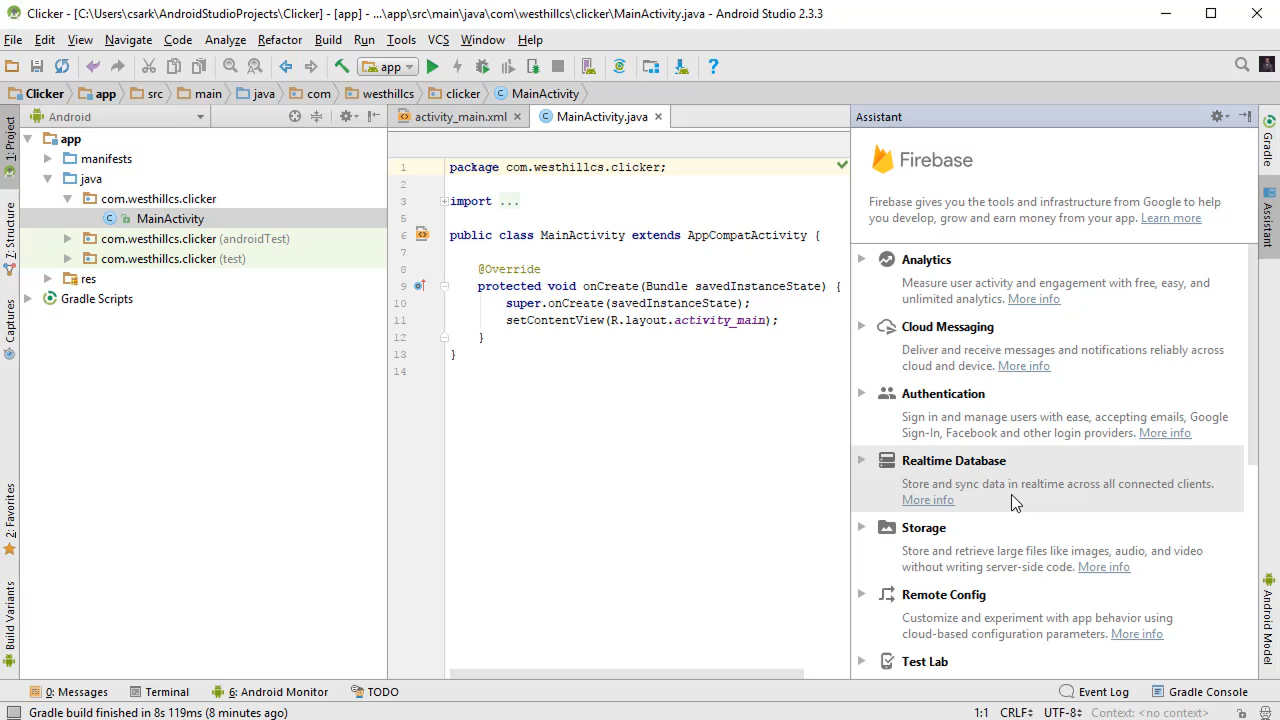 Clicker - [C:\Users\csark\AndroidStudioProjects\Clicker] - [app] - ...\app\src\main\java\com\westhillcs\clicker\MainActivity.java - Android Studio 2.3.3
File Edit View Navigate Code Analyze Refactor Build Run Tools VCS Window Help
app
Clicker app src main java com westhillcs clicker MainActivity
1: Project
7: Structure
Captures
2: Favorites
Build Variants
Android
app
manifests
java
com.westhillcs.clicker
MainActivity
com.westhillcs.clicker (androidTest)
com.westhillcs.clicker (test)
res
Gradle Scripts
activity_main.xml MainActivity.java
1 package com.westhillcs.clicker;
2
3 import ...
5
6 public class MainActivity extends AppCompatActivity {
7
8 @Override
9 protected void onCreate(Bundle savedInstanceState) {
10 super.onCreate(savedInstanceState);
11 setContentView(R.layout.activity_main);
12 }
13 }
14
Assistant
Firebase
Firebase gives you the tools and infrastructure from Google to help
you develop, grow and earn money from your app. Learn more
Analytics
Measure user activity and engagement with free, easy, and
unlimited analytics. More info
Cloud Messaging
Deliver and receive messages and notifications reliably across
cloud and device. More info
Authentication
Sign in and manage users with ease, accepting emails, Google
Sign-In, Facebook and other login providers. More info
Realtime Database
Store and sync data in realtime across all connected clients.
More info
Storage
Store and retrieve large files like images, audio, and video
without writing server-side code. More info
Remote Config
Customize and experiment with app behavior using
cloud-based configuration parameters. More info
Test Lab
Gradle
Assistant
Android Model
0: Messages Terminal 6: Android Monitor TODO Event Log Gradle Console
Gradle build finished in 8s 119ms (8 minutes ago) 1:1 CRLF UTF-8 Context: <no context>